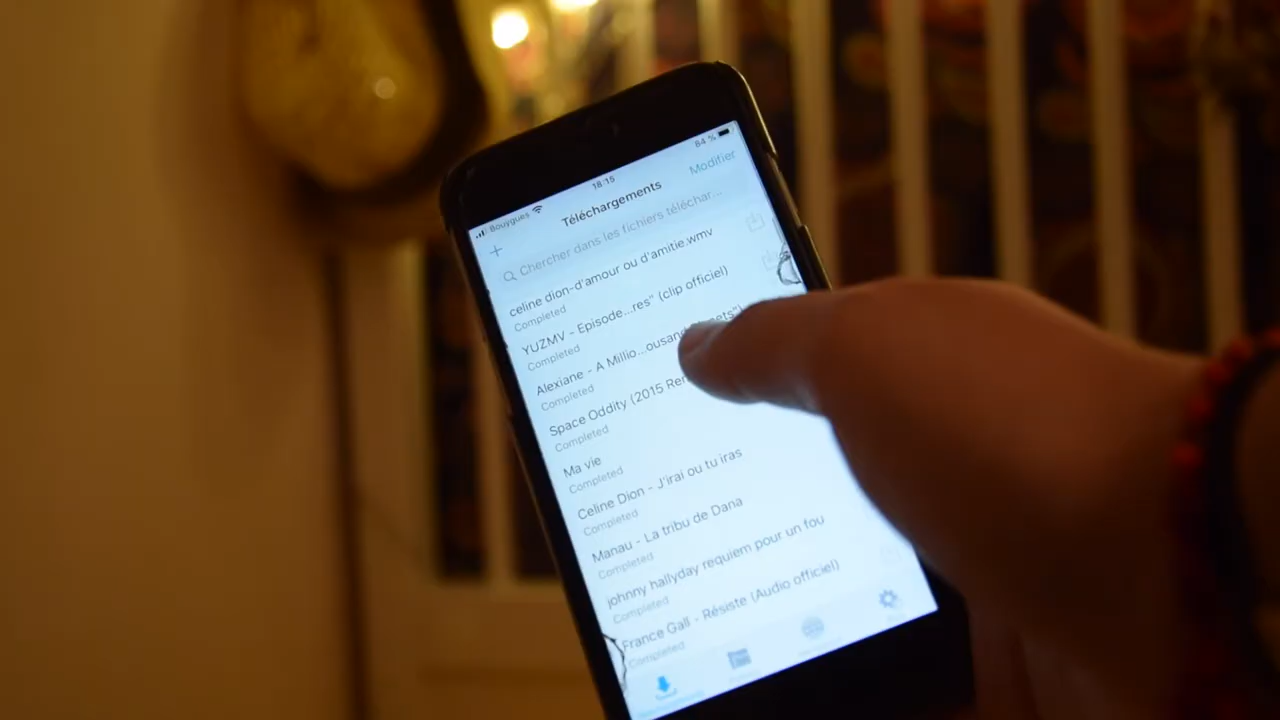 Bouygues 18:15 84 %
Téléchargements Modifier
Chercher dans les fichiers téléchar...
celine dion-d'amour ou d'amitie.wmv
Completed
YUZMV - Episode...res" (clip officiel)
Completed
Alexiane - A Millio...ousan ets")
Completed
Space Oddity (2015 Rem
Completed
Ma vie
Completed
Celine Dion - J'irai ou tu iras
Completed
Manau - La tribu de Dana
Completed
johnny hallyday requiem pour un fou
Completed
France Gall - Résiste (Audio officiel)
Completed